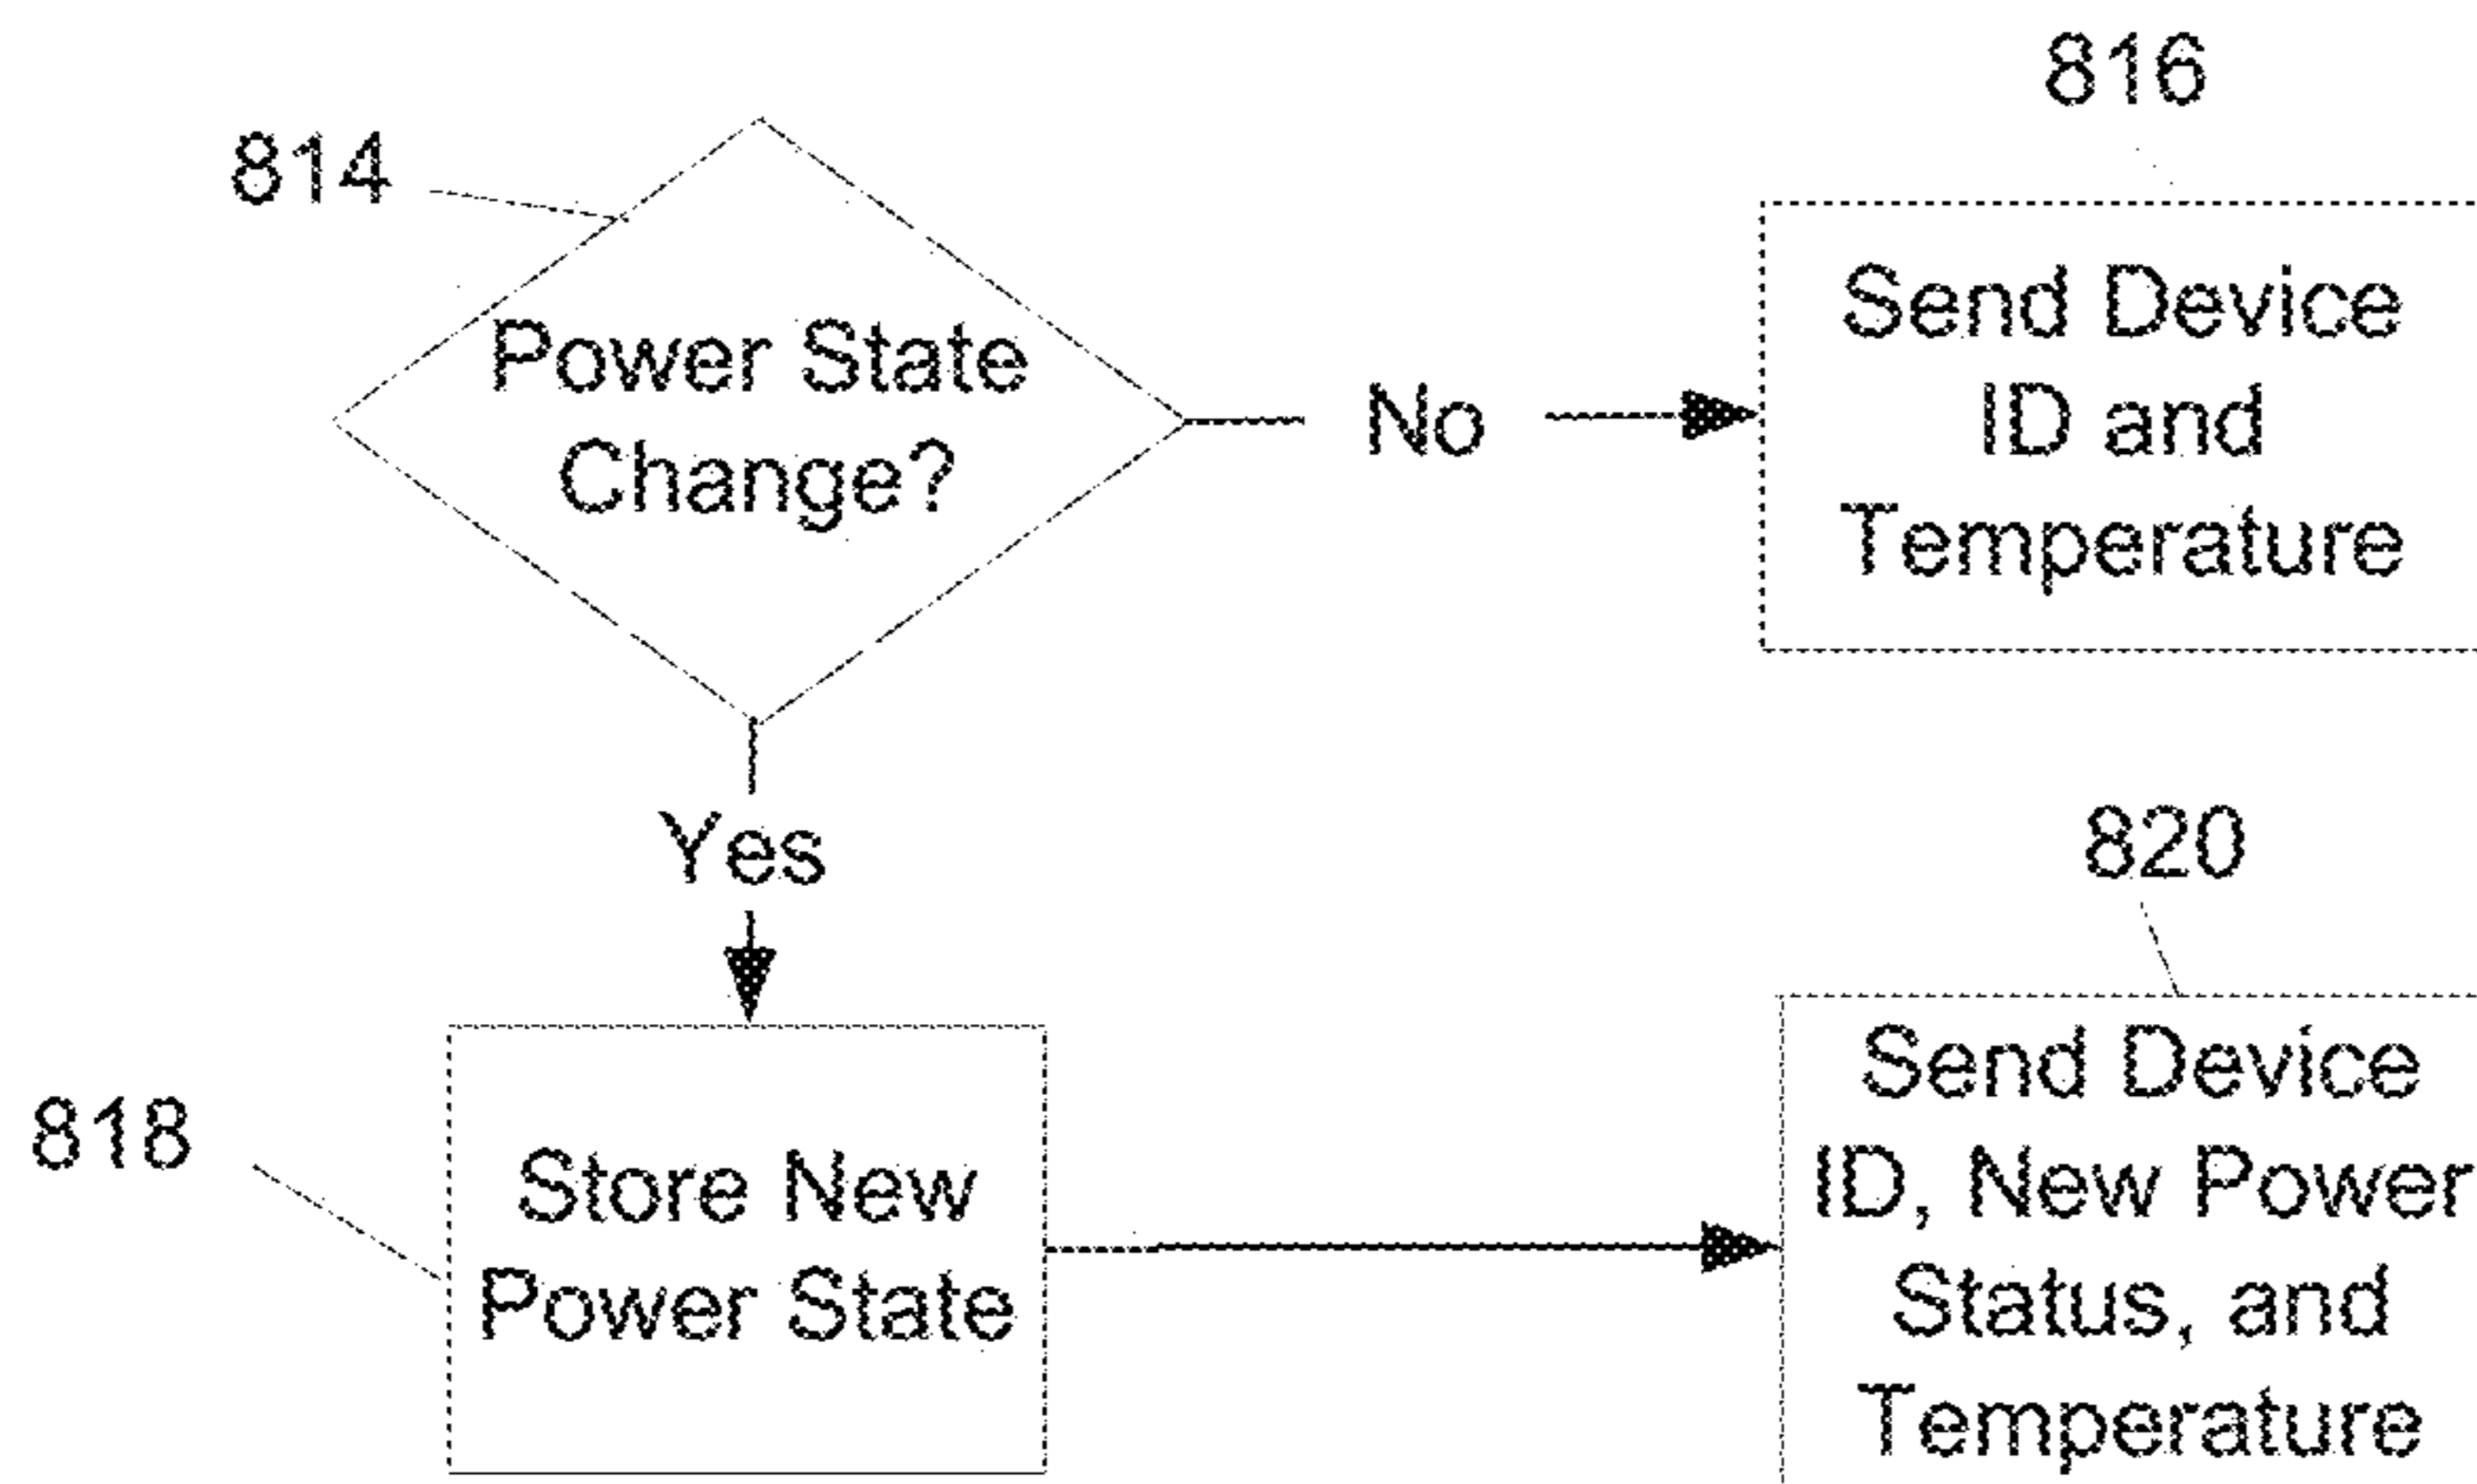 814
Power State
Change?
No
816
Send Device
ID and
Temperature
Yes
818
Store New
Power State
820
Send Device
ID, New Power
Status, and
Temperature